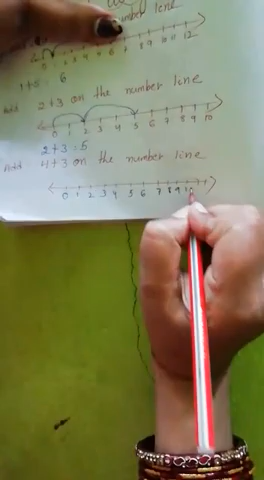 number line
0 1 2 3 4 5 6 7 8 9 10 11 12
1+5 = 6
Add 2+3 on the number line
0 1 2 3 4 5 6 7 8 9 10
2+3 = 5
Add 4+3 on the number line
0 1 2 3 4 5 6 7 8 9 10